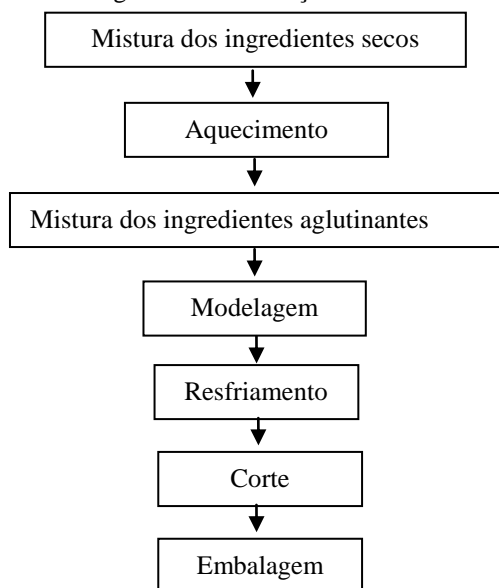 Mistura dos ingredientes secos
Aquecimento
Mistura dos ingredientes aglutinantes
Modelagem
Resfriamento
Corte
Embalagem